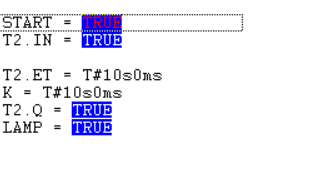 START = TRUE
T2.IN = TRUE
T2.ET = T#10s0ms
K = T#10s0ms
T2.Q = TRUE
LAMP = TRUE